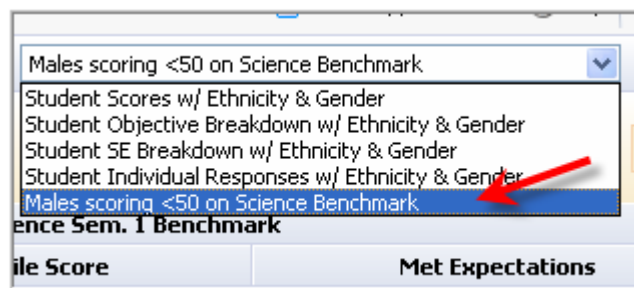 Males scoring <50 on Science Benchmark
Student Scores w/ Ethnicity & Gender
Student Objective Breakdown w/ Ethnicity & Gender
Student SE Breakdown w/ Ethnicity & Gender
Student Individual Responses w/ Ethnicity & Gender
Males scoring <50 on Science Benchmark
ence Sem. 1 Benchmark
ile Score Met Expectations